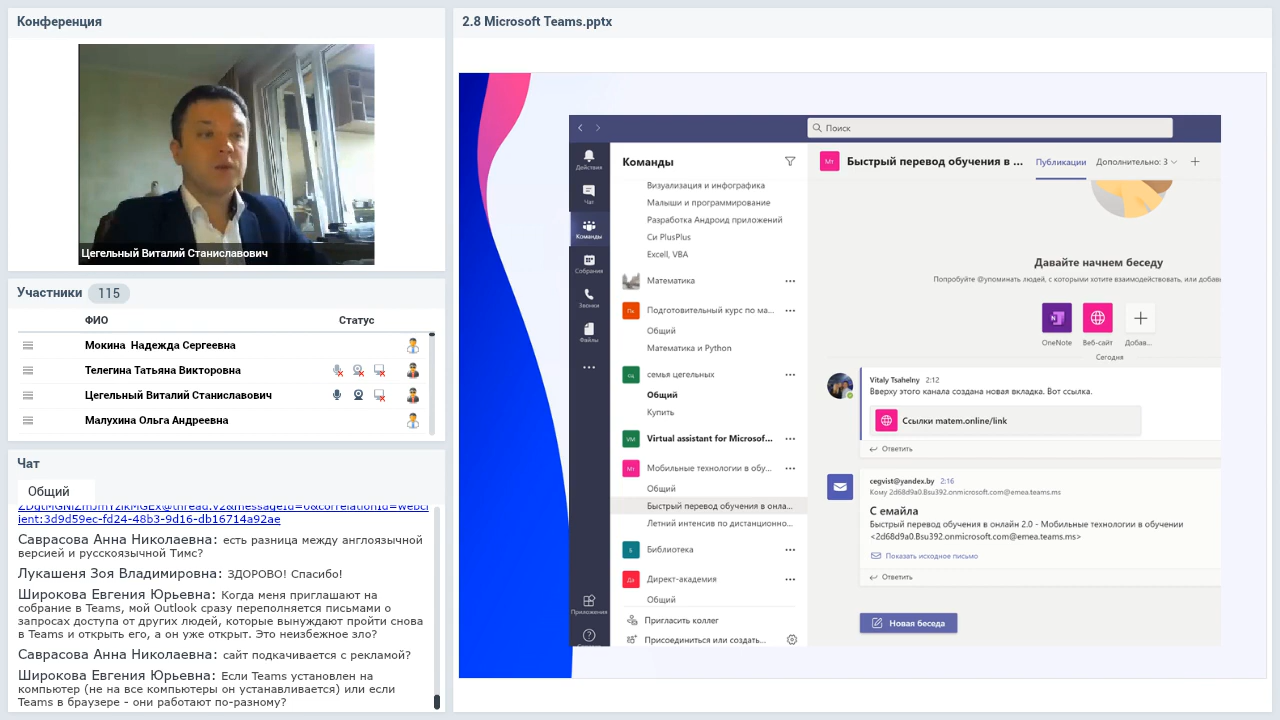 Конференция
Цегельный Виталий Станиславович
Участники 115
ФИО Статус
Мокина Надежда Сергеевна
Телегина Татьяна Викторовна
Цегельный Виталий Станиславович
Малухина Ольга Андреевна
Чат
Общий
ient:3d9d59ec-fd24-48b3-9d16-db16714a92ae
Саврасова Анна Николаевна: есть разница между англоязычной
версией и русскоязычной Тимс?
Лукашеня Зоя Владимировна: ЗДОРОВО! Спасибо!
Широкова Евгения Юрьевна: Когда меня приглашают на
собрание в Teams, мой Outlook сразу переполняется письмами о
запросах доступа от других людей, которые вынуждают пройти снова
в Teams и открыть его, а он уже открыт. Это неизбежное зло?
Саврасова Анна Николаевна: сайт подкачивается с рекламой?
Широкова Евгения Юрьевна: Если Teams установлен на
компьютер (не на все компьютеры он устанавливается) или если
Teams в браузере - они работают по-разному?
2.8 Microsoft Teams.pptx
Поиск
Действия
Чат
Команды
Собрания
Звонки
Файлы
Приложения
Команды
Визуализация и инфографика
Малыши и программирование
Разработка Андроид приложений
Си PlusPlus
Excell, VBA
Математика
Пк Подготовительный курс по ма...
Общий
Математика и Python
сц семья цегельных
Общий
Купить
VM Virtual assistant for Microsof...
Мт Мобильные технологии в обу...
Общий
Быстрый перевод обучения в онла...
Летний интенсив по дистанционно...
Б Библиотека
Да Директ-академия
Общий
Пригласить коллег
Присоединиться или создать...
Мт Быстрый перевод обучения в ... Публикации Дополнительно: 3
Давайте начнем беседу
Попробуйте @упоминать людей, с которыми хотите взаимодействовать, или добав
OneNote Веб-сайт Добав...
Сегодня
Vitaly Tsahelny 2:12
Вверху этого канала создана новая вкладка. Вот ссылка.
Ссылки matem.online/link
Ответить
cegvist@yandex.by 2:16
Кому 2d68d9a0.Bsu392.onmicrosoft.com@emea.teams.ms
С емайла
Быстрый перевод обучения в онлайн 2.0 - Мобильные технологии в обучении
<2d68d9a0.Bsu392.onmicrosoft.com@emea.teams.ms>
Показать исходное письмо
Ответить
Новая беседа